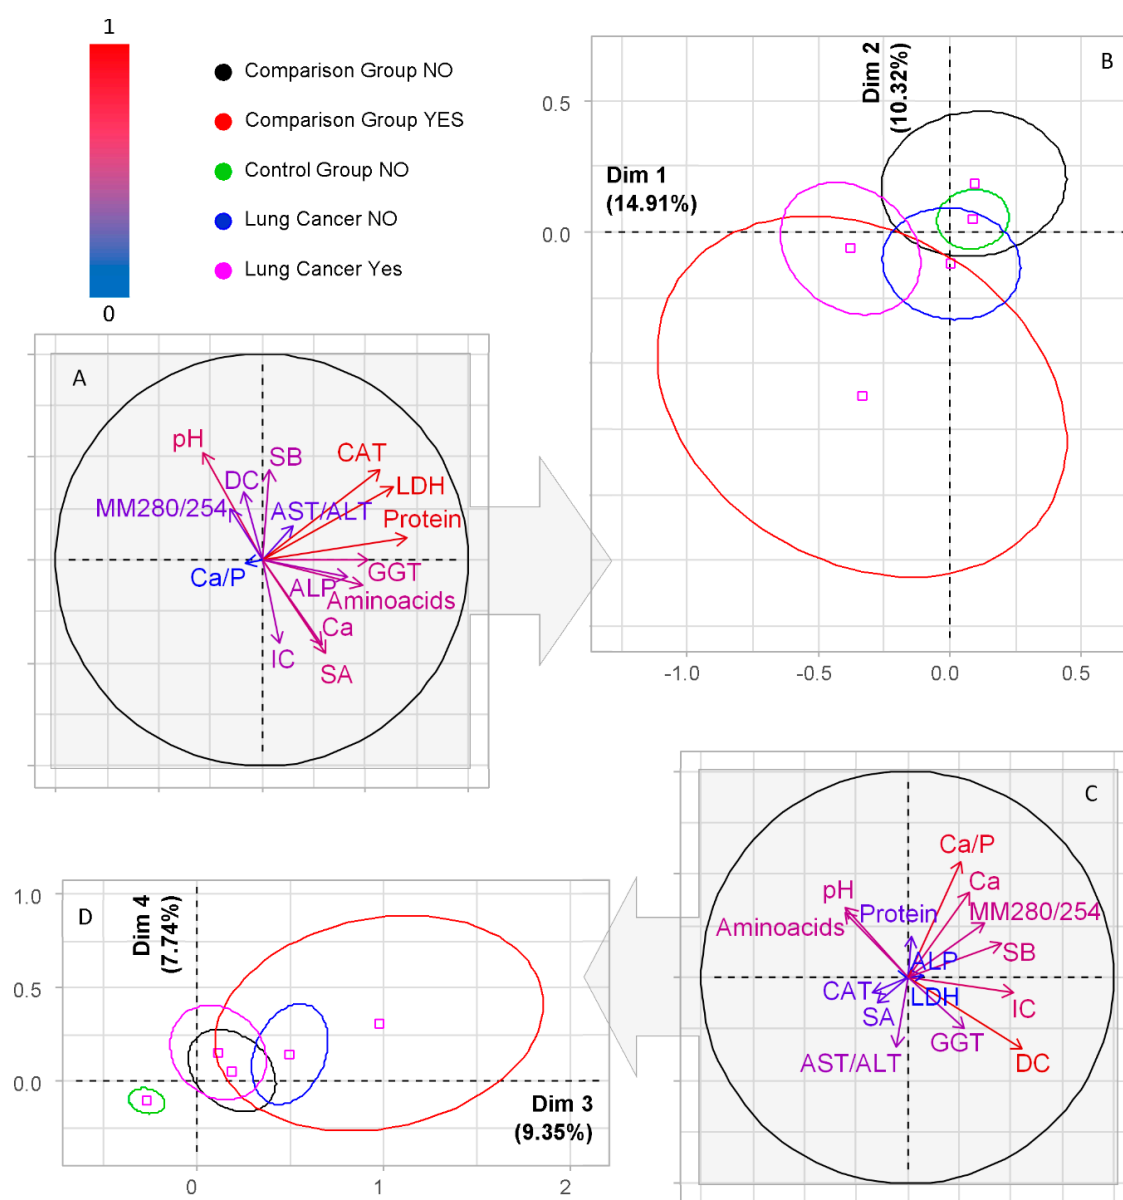 1
0
Comparison Group NO
Comparison Group YES
Control Group NO
Lung Cancer NO
Lung Cancer Yes
B
Dim 2
(10.32%)
Dim 1
(14.91%)
0.5
0.0
-1.0
-0.5
0.0
0.5
A
pH
SB
CAT
DC
LDH
MM280/254
AST/ALT
Protein
Ca/P
GGT
ALP
Aminoacids
Ca
IC
SA
C
Ca/P
Ca
pH
Protein
MM280/254
Aminoacids
ALP
SB
CAT
LDH
IC
SA
GGT
AST/ALT
DC
D
Dim 4
(7.74%)
1.0
0.5
0.0
Dim 3
(9.35%)
0
1
2